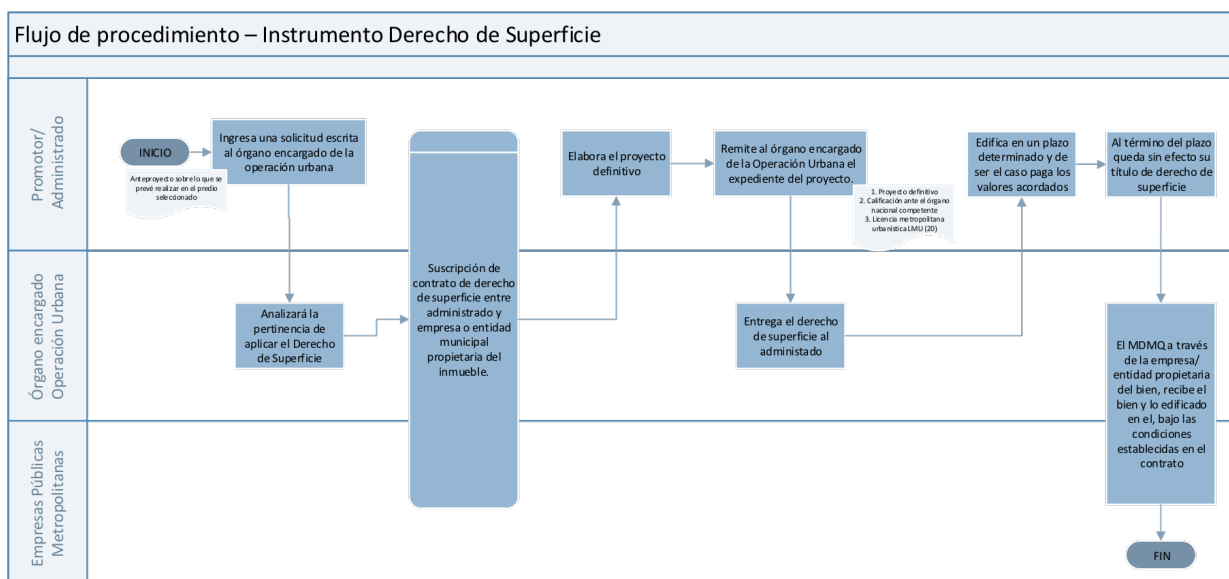 Flujo de procedimiento – Instrumento Derecho de Superficie
Promotor/
Administrado
INICIO
Ingresa una solicitud escrita
al órgano encargado de la
operación urbana
Anteproyecto sobre lo que se
prevé realizar en el predio
seleccionado
Elabora el proyecto
definitivo
Remite al órgano encargado
de la Operación Urbana el
expediente del proyecto.
1. Proyecto definitivo
2. Calificación ante el órgano
nacional competente
3. Licencia metropolitana
urbanística LMU (20)
Edifica en un plazo
determinado y de
ser el caso paga los
valores acordados
Al término del plazo
queda sin efecto su
título de derecho de
superficie
Órgano encargado
Operación Urbana
Analizará la
pertinencia de
aplicar el Derecho
de Superficie
Suscripción de
contrato de derecho
de superficie entre
administrado y
empresa o entidad
municipal
propietaria del
inmueble.
Entrega el derecho
de superficie al
administado
El MDMQ a través
de la empresa/
entidad propietaria
del bien, recibe el
bien y lo edificado
en el, bajo las
condiciones
establecidas en el
contrato
Empresas Públicas
Metropolitanas
FIN